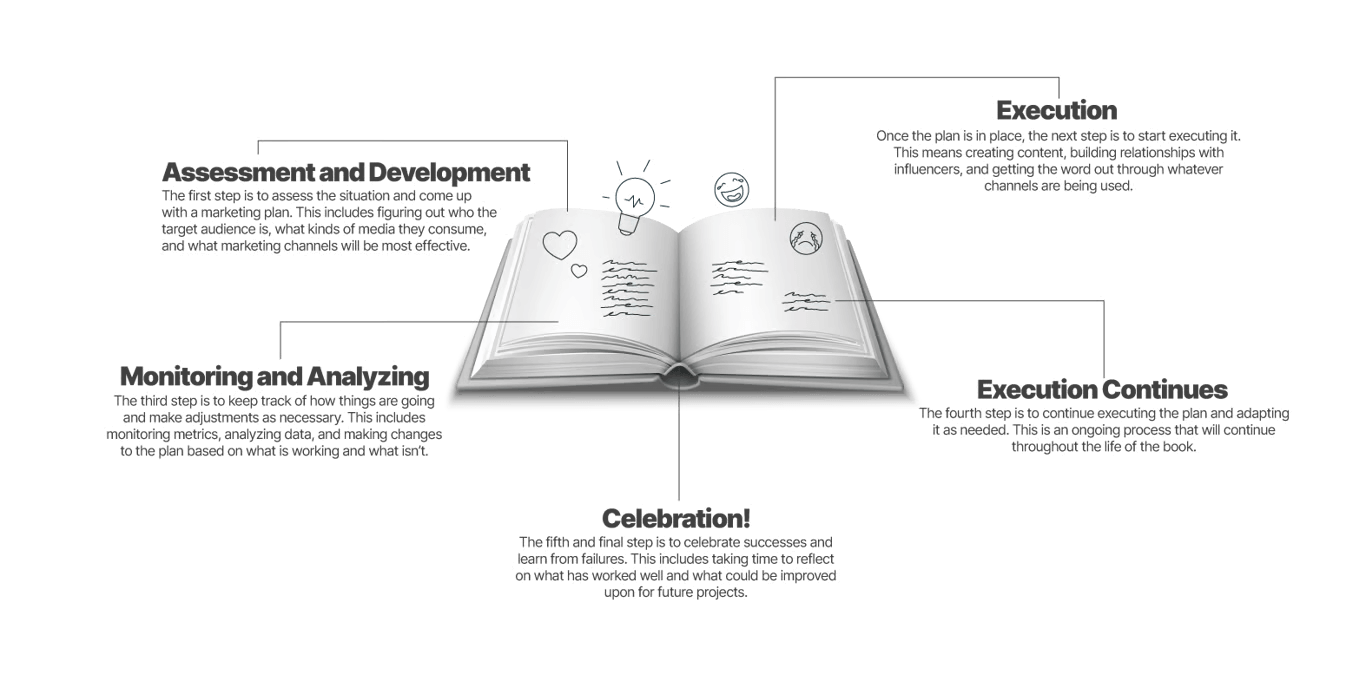 Assessment and Development
The first step is to assess the situation and come up
with a marketing plan. This includes figuring out who the
target audience is, what kinds of media they consume,
and what marketing channels will be most effective.
Execution
Once the plan is in place, the next step is to start executing it.
This means creating content, building relationships with
influencers, and getting the word out through whatever
channels are being used.
Monitoring and Analyzing
The third step is to keep track of how things are going
and make adjustments as necessary. This includes
monitoring metrics, analyzing data, and making changes
to the plan based on what is working and what isn't.
Execution Continues
The fourth step is to continue executing the plan and adapting
it as needed. This is an ongoing process that will continue
throughout the life of the book.
Celebration!
The fifth and final step is to celebrate successes and
learn from failures. This includes taking time to reflect
on what has worked well and what could be improved
upon for future projects.